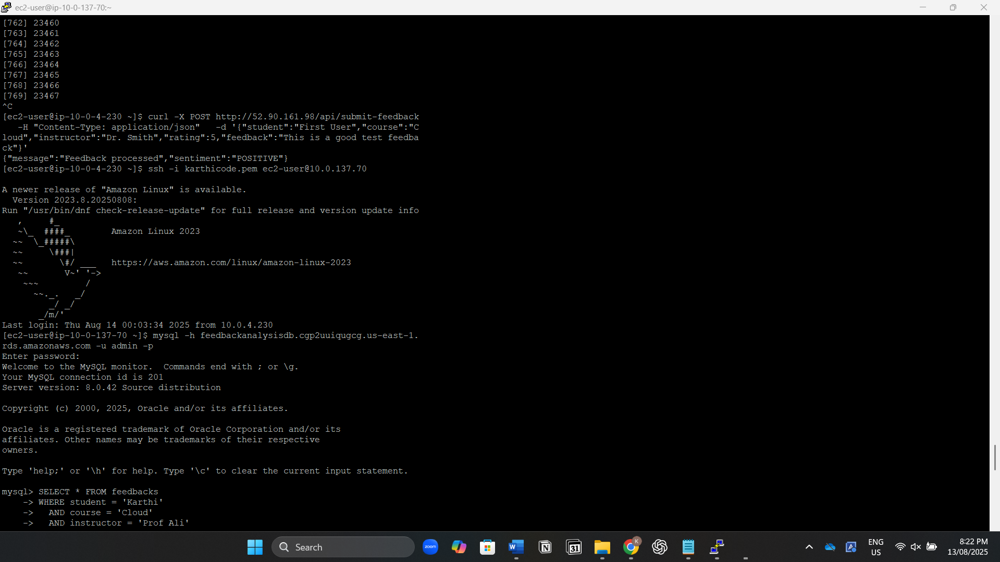 ec2-user@ip-10-0-137-70:~
[762] 23460
[763] 23461
[764] 23462
[765] 23463
[766] 23464
[767] 23465
[768] 23466
[769] 23467
^C
[ec2-user@ip-10-0-4-230 ~]$ curl -X POST http://52.90.161.98/api/submit-feedback
   -H "Content-Type: application/json"   -d '{"student":"First User","course":"C
loud","instructor":"Dr. Smith","rating":5,"feedback":"This is a good test feedba
ck"}'
{"message":"Feedback processed","sentiment":"POSITIVE"}
[ec2-user@ip-10-0-4-230 ~]$ ssh -i karthicode.pem ec2-user@10.0.137.70
A newer release of "Amazon Linux" is available.
  Version 2023.8.20250808:
Run "/usr/bin/dnf check-release-update" for full release and version update info
   ,     #_
   ~\_  ####_        Amazon Linux 2023
  ~~  \_#####\
  ~~     \###|
  ~~       \#/ ___   https://aws.amazon.com/linux/amazon-linux-2023
   ~~       V~' '->
    ~~~         /
      ~~._.   _/
         _/ _/
       _/m/'
Last login: Thu Aug 14 00:03:34 2025 from 10.0.4.230
[ec2-user@ip-10-0-137-70 ~]$ mysql -h feedbackanalysisdb.cgp2uuiqugcg.us-east-1.
rds.amazonaws.com -u admin -p
Enter password:
Welcome to the MySQL monitor.  Commands end with ; or \g.
Your MySQL connection id is 201
Server version: 8.0.42 Source distribution
Copyright (c) 2000, 2025, Oracle and/or its affiliates.
Oracle is a registered trademark of Oracle Corporation and/or its
affiliates. Other names may be trademarks of their respective
owners.
Type 'help;' or '\h' for help. Type '\c' to clear the current input statement.
mysql> SELECT * FROM feedbacks
    -> WHERE student = 'Karthi'
    ->   AND course = 'Cloud'
    ->   AND instructor = 'Prof Ali'
Search
zoom
W
N
31
K
A
ENG
US
8:22 PM
13/08/2025